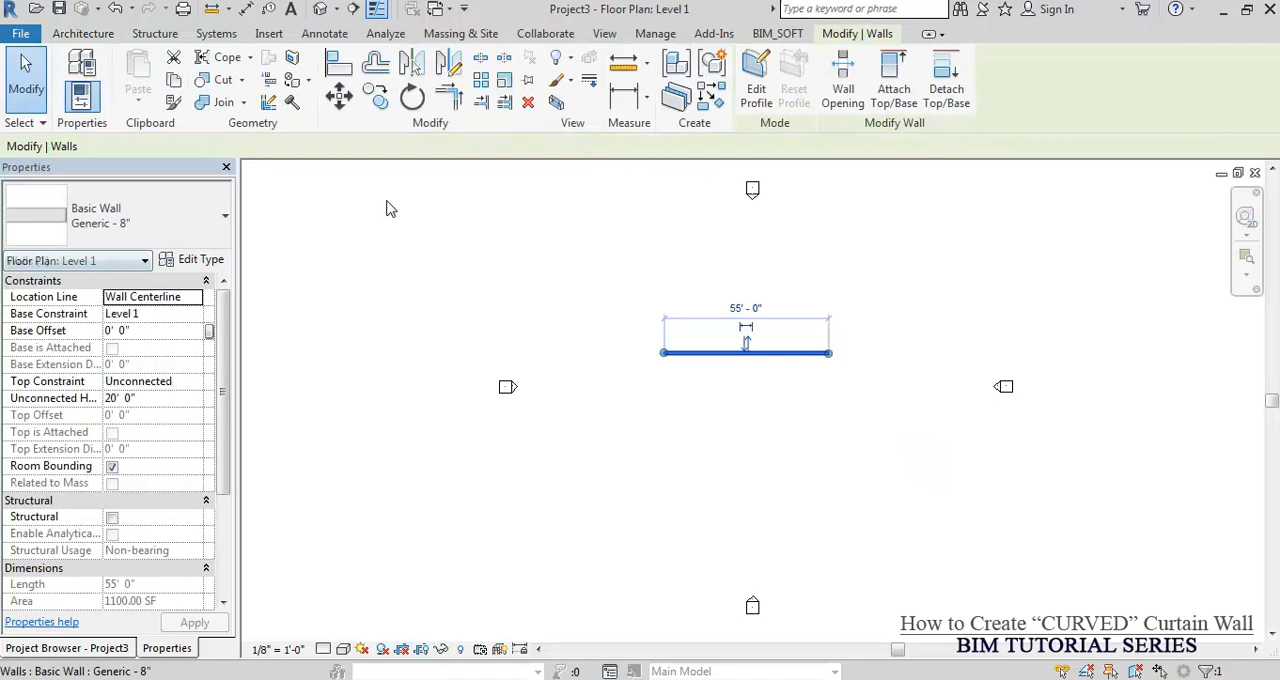 Project3 - Floor Plan: Level 1
Type a keyword or phrase
Sign In
File
Architecture
Structure
Systems
Insert
Annotate
Analyze
Massing & Site
Collaborate
View
Manage
Add-Ins
BIM_SOFT
Modify | Walls
Modify
Select
Properties
Paste
Clipboard
Cope
Cut
Join
Geometry
Modify
View
Measure
Create
Edit
Profile
Reset
Profile
Mode
Wall
Opening
Attach
Top/Base
Detach
Top/Base
Modify Wall
Modify | Walls
Properties
Basic Wall
Generic - 8"
Floor Plan: Level 1
Edit Type
Constraints
Location Line Wall Centerline
Base Constraint Level 1
Base Offset 0' 0"
Base is Attached
Base Extension D...
Top Constraint Unconnected
Unconnected H... 20' 0"
Top Offset 0' 0"
Top is Attached
Top Extension Di... 0' 0"
Room Bounding
Related to Mass
Structural
Structural
Enable Analytica...
Structural Usage Non-bearing
Dimensions
Length 55' 0"
Area 1100.00 SF
Properties help
Apply
Project Browser - Project3
Properties
Walls : Basic Wall : Generic - 8"
55' - 0"
2D
1/8" = 1'-0"
:0
Main Model
:1
How to Create “CURVED” Curtain Wall
BIM TUTORIAL SERIES